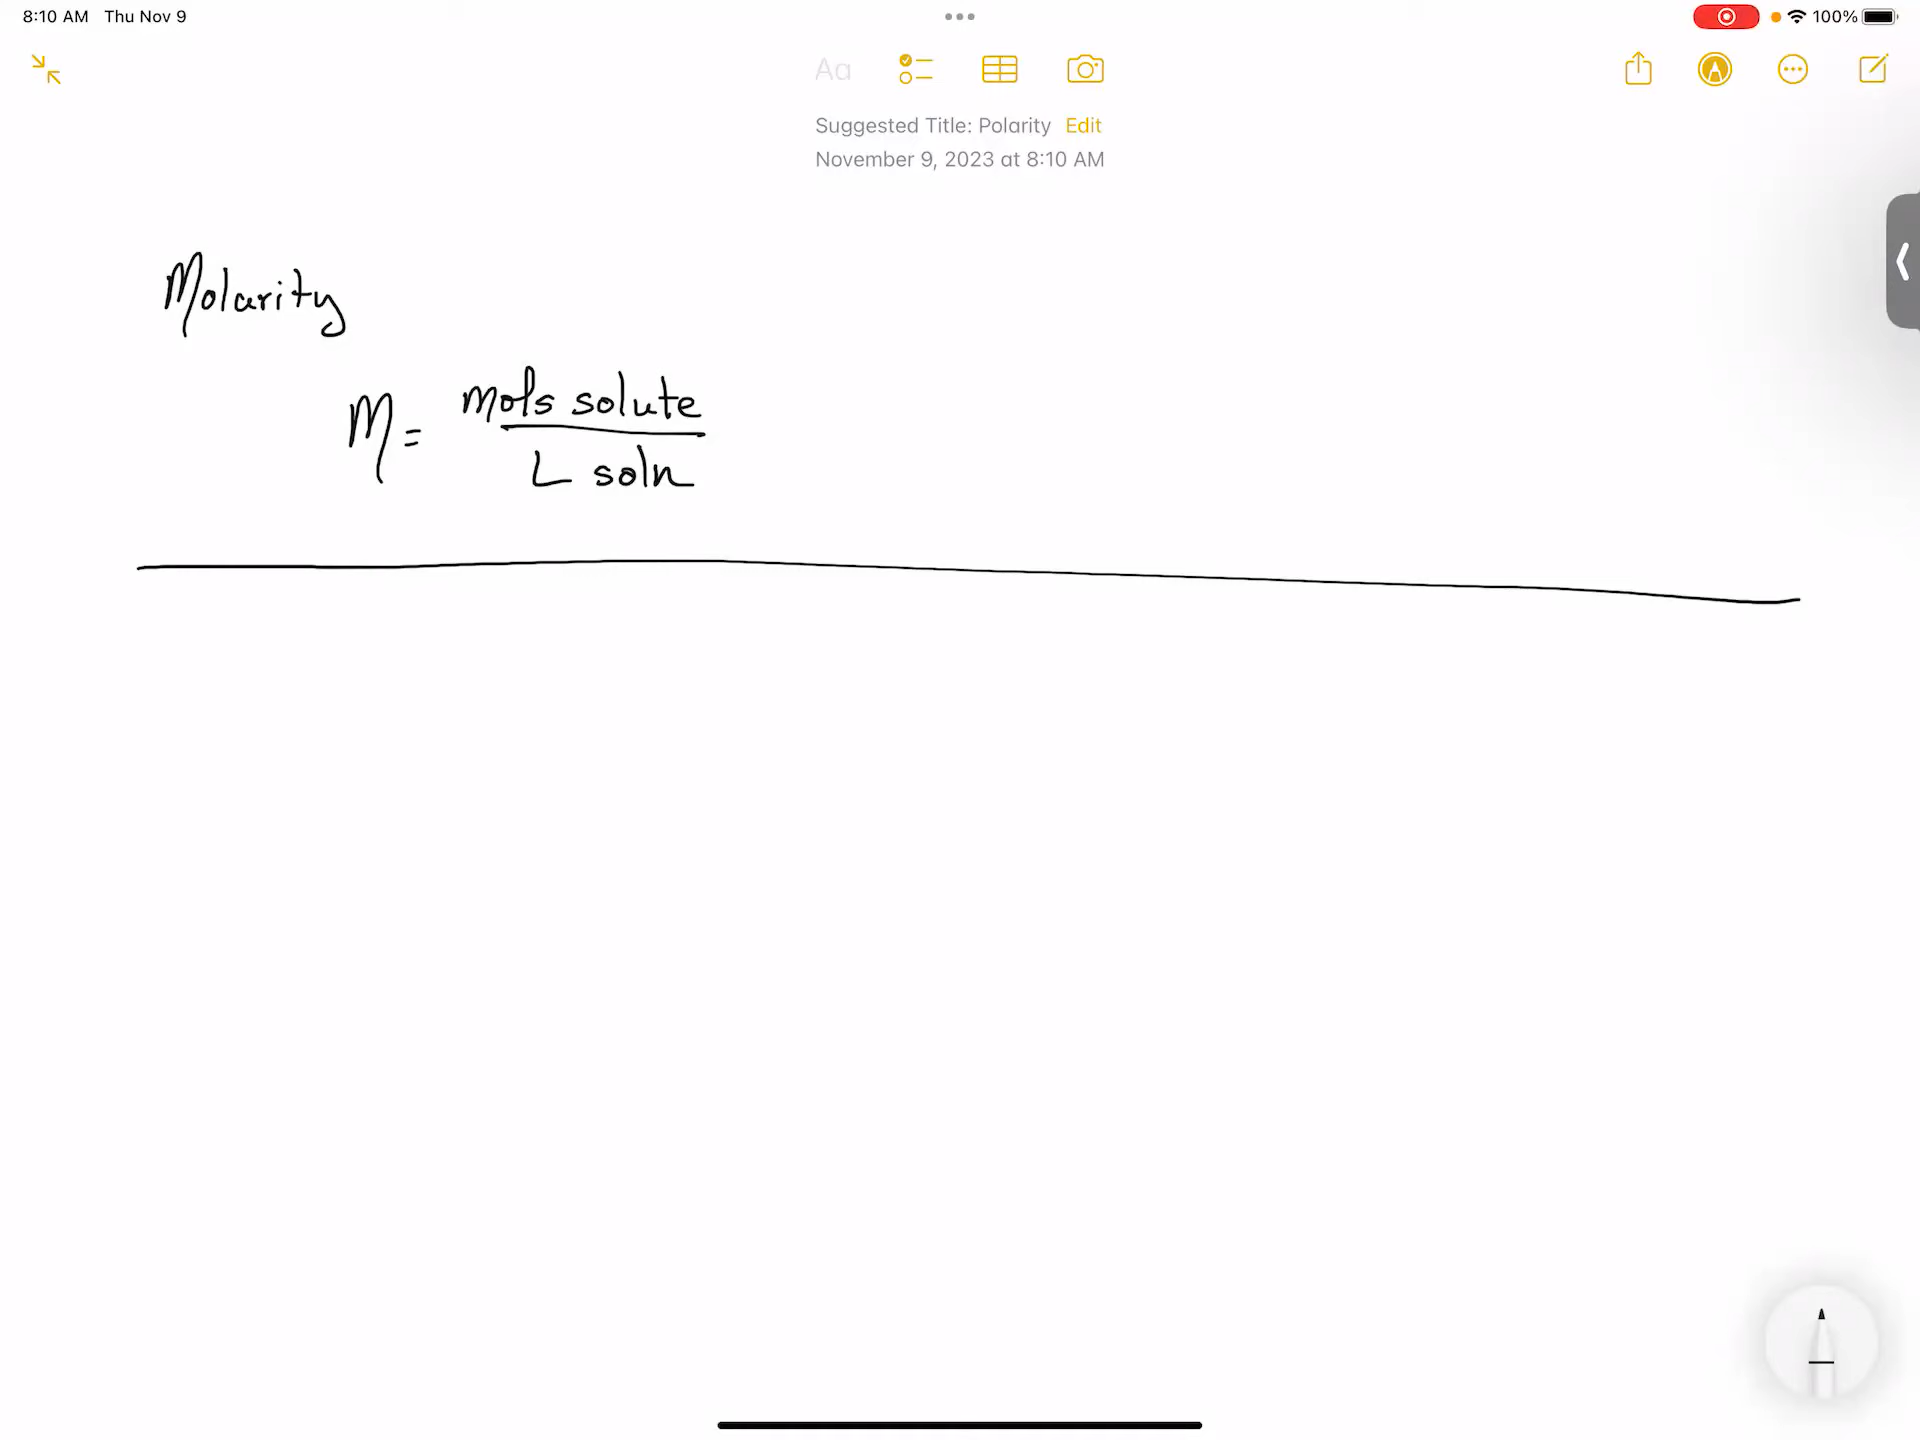 8:10 AM Thu Nov 9
100%
Aa
Suggested Title: Polarity Edit
November 9, 2023 at 8:10 AM
Molarity
M = mols solute
L soln